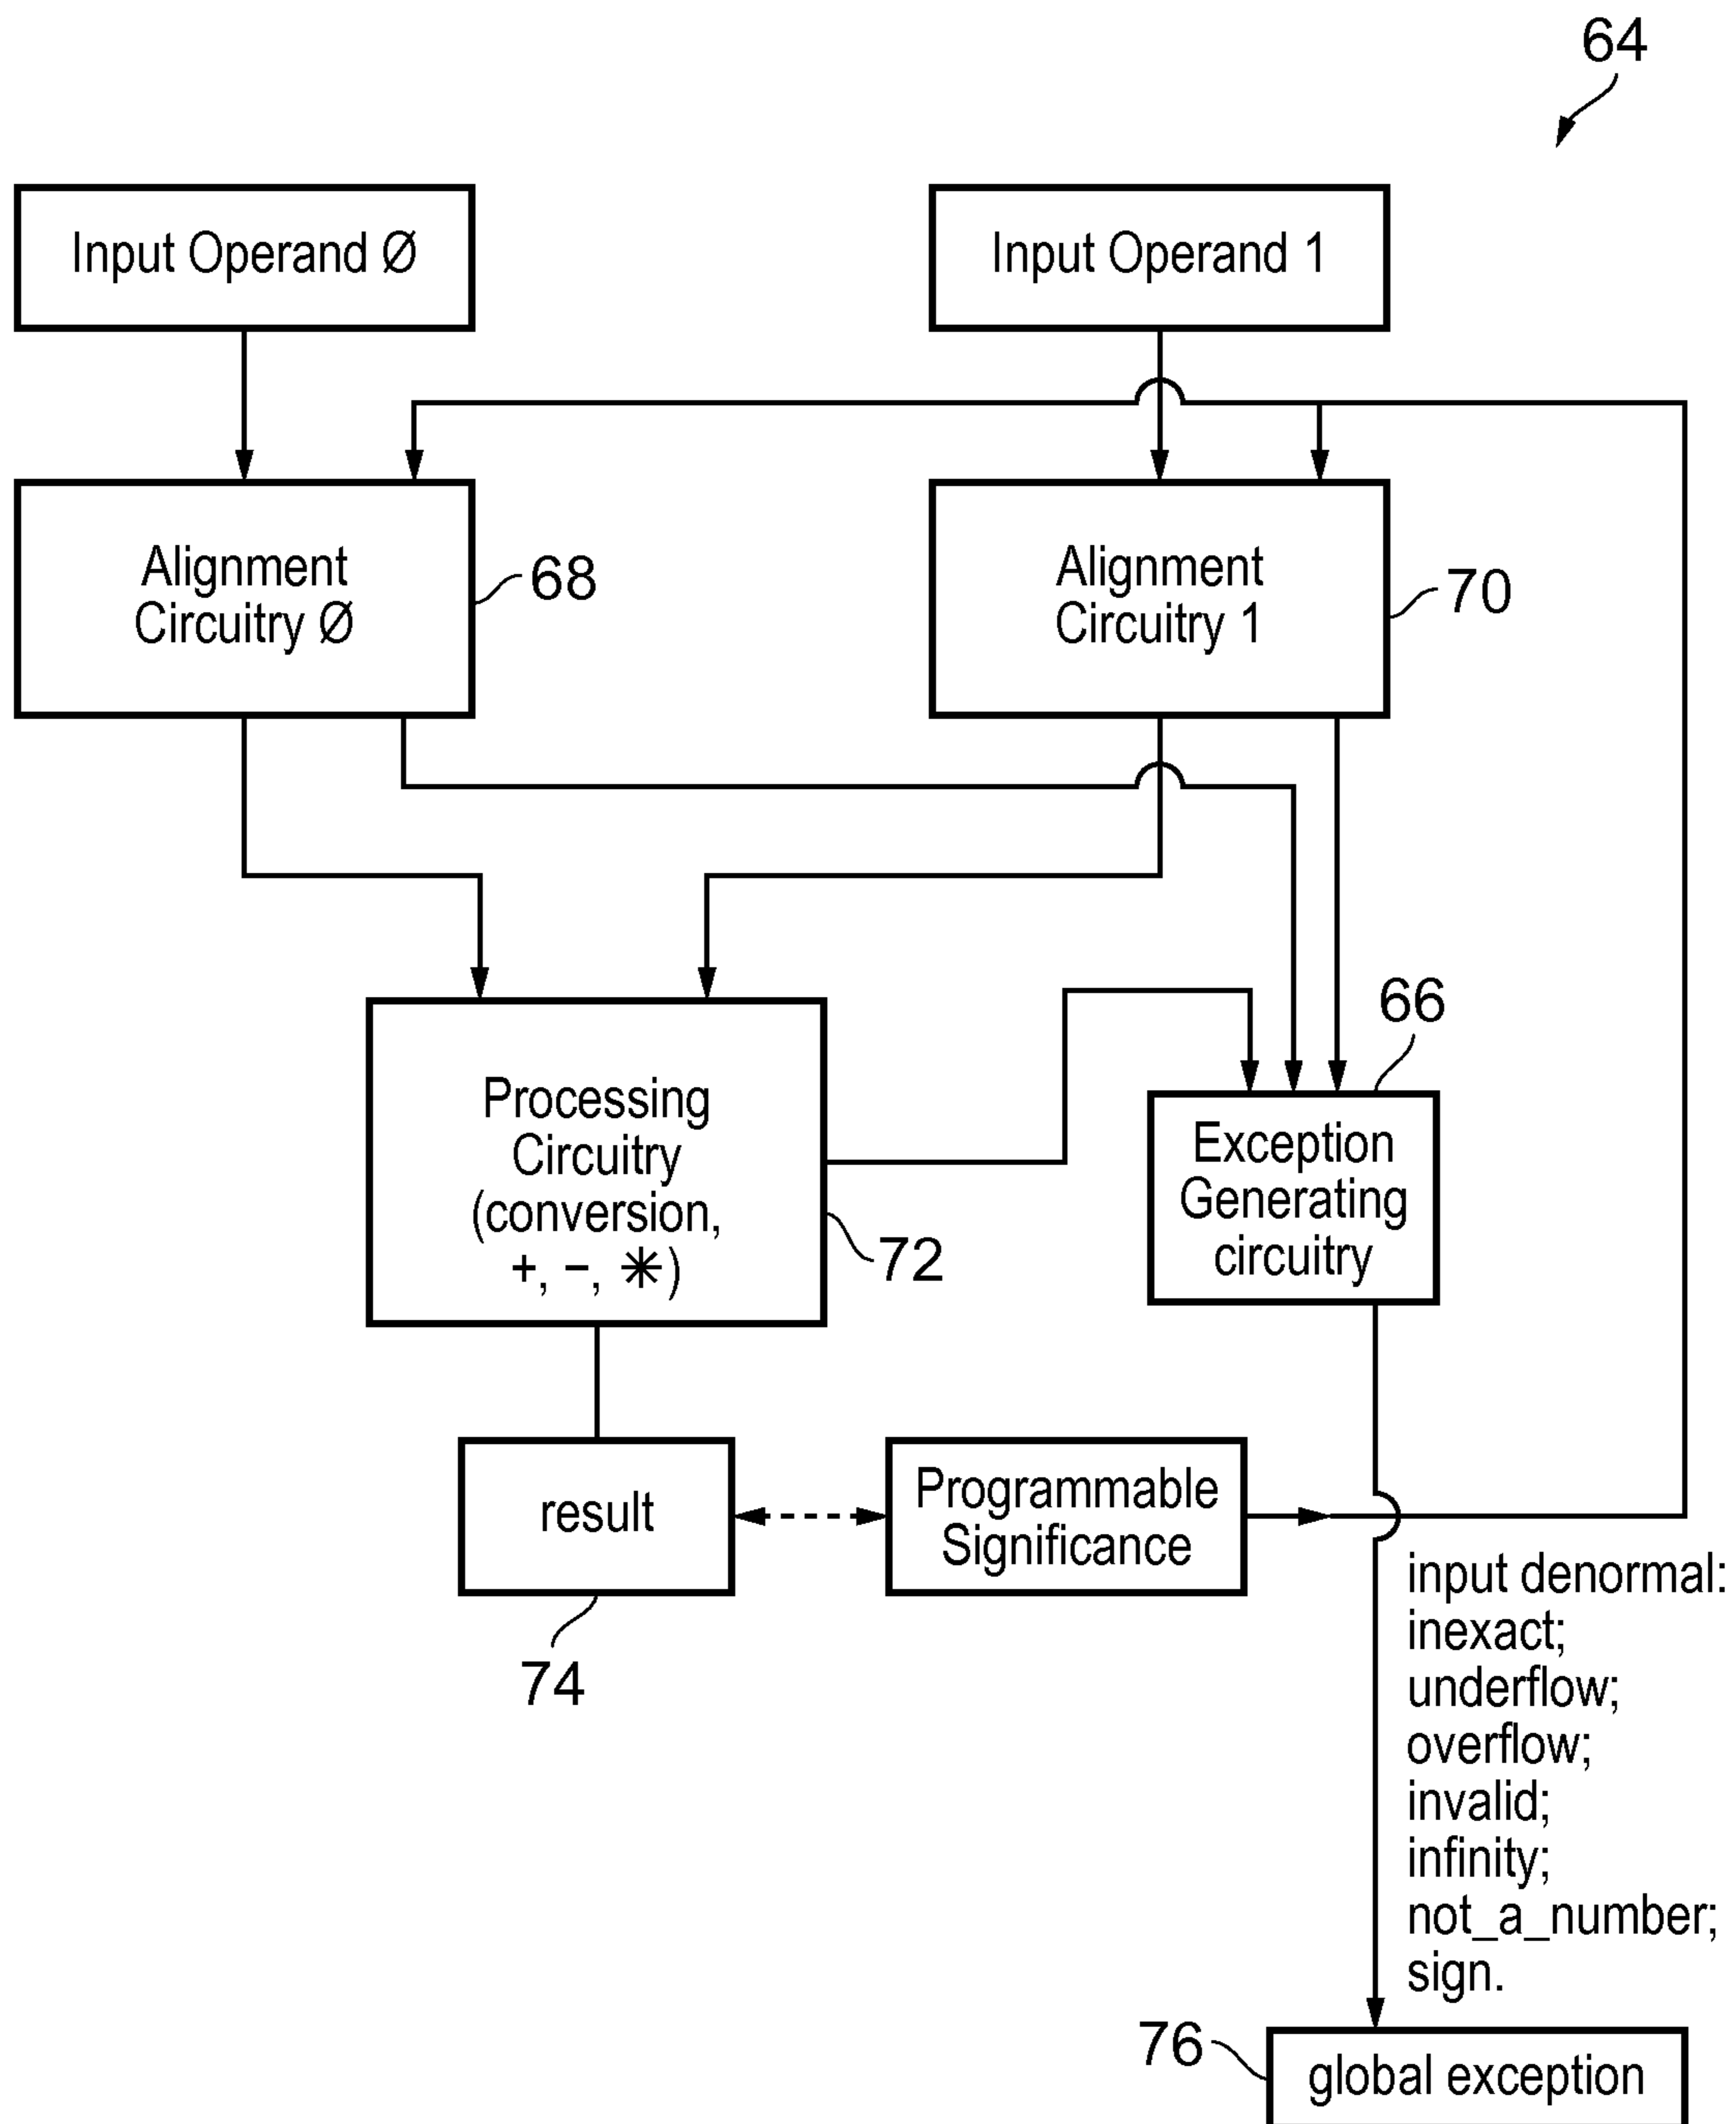 64
Input Operand Ø
Input Operand 1
Alignment
Circuitry Ø
68
Alignment
Circuitry 1
70
Processing
Circuitry
(conversion,
+, −, ✳)
72
66
Exception
Generating
circuitry
result
74
Programmable
Significance
input denormal:
inexact;
underflow;
overflow;
invalid;
infinity;
not_a_number;
sign.
76
global exception